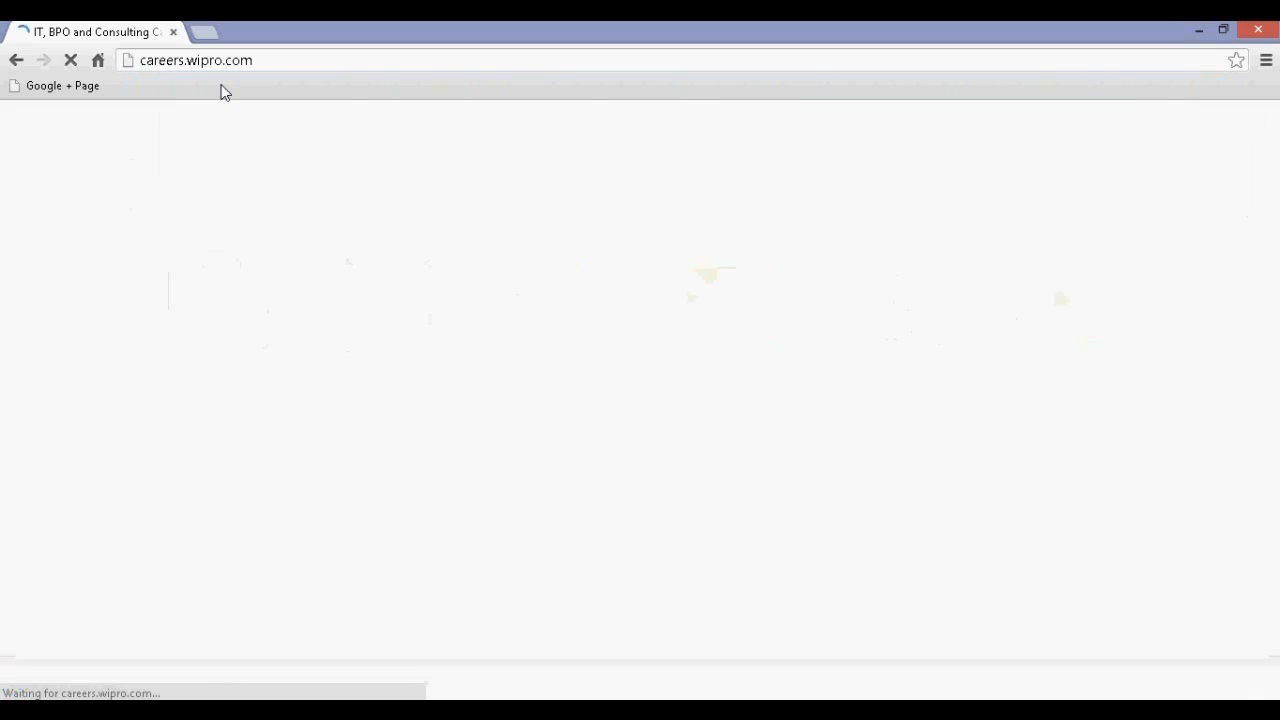 IT, BPO and Consulting C
careers.wipro.com
Google + Page
Waiting for careers.wipro.com...